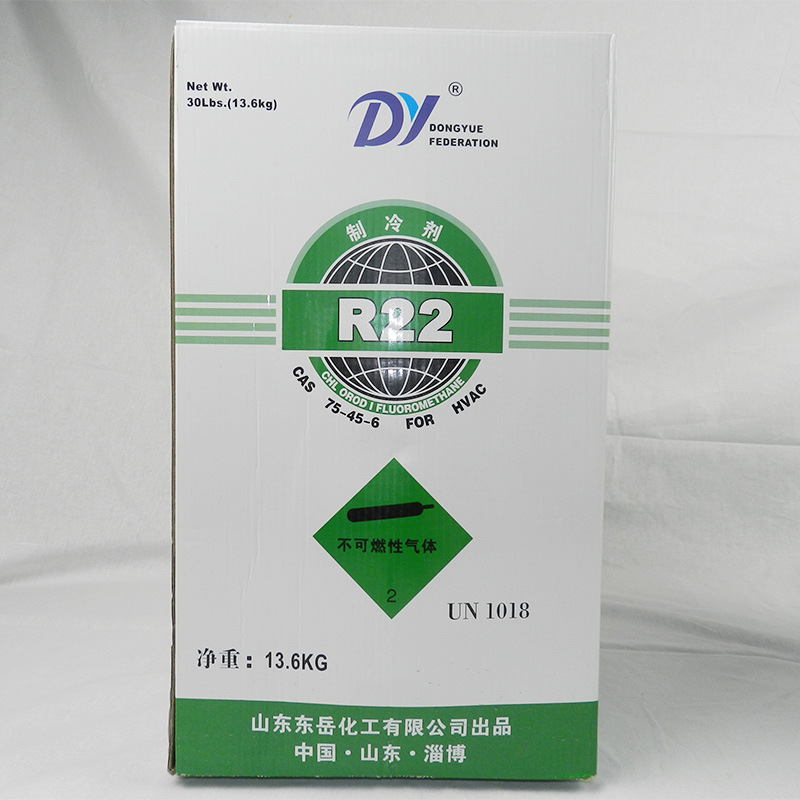 Net Wt.
30Lbs.(13.6kg)
DY®
DONGYUE
FEDERATION
制冷剂
R22
CHL OROD I FLUOROMETHANE
CAS 75-45-6 FOR HVAC
不可燃性气体
2
UN 1018
净重：13.6KG
山东东岳化工有限公司出品
中国·山东·淄博